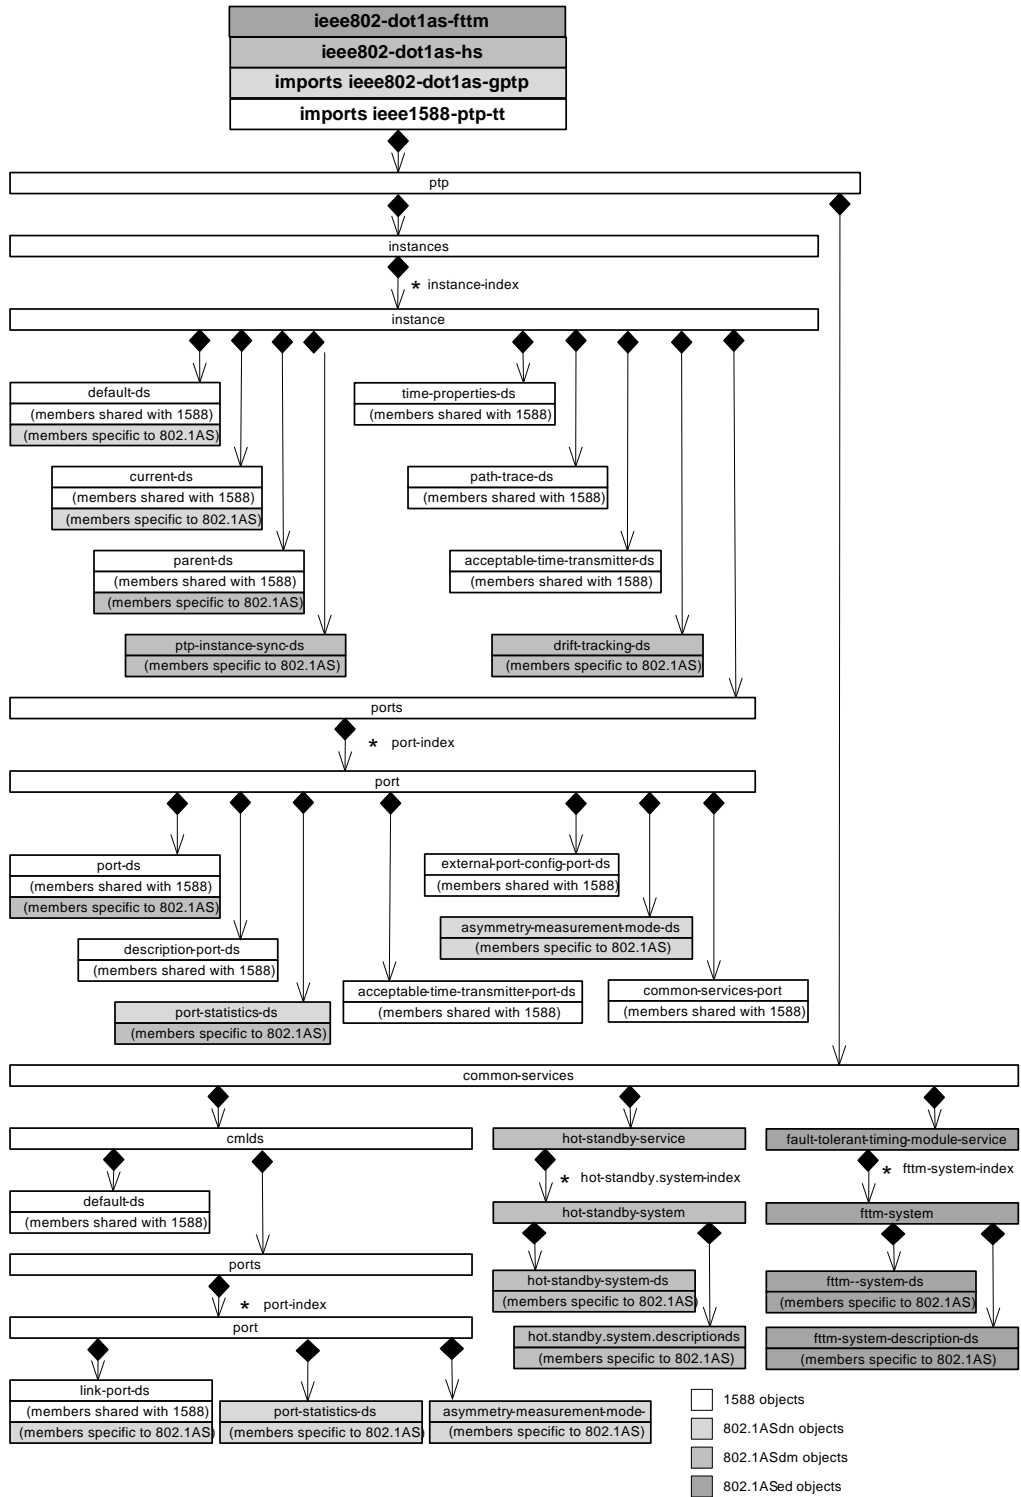 ieee802-dot1as-fttm
ieee802-dot1as-hs
imports ieee802-dot1as-gptp
imports ieee1588-ptp-tt
ptp
instances
* instance-index
instance
default-ds
(members shared with 1588)
(members specific to 802.1AS)
time-properties-ds
(members shared with 1588)
current-ds
(members shared with 1588)
(members specific to 802.1AS)
path-trace-ds
(members shared with 1588)
parent-ds
(members shared with 1588)
(members specific to 802.1AS)
acceptable-time-transmitter-ds
(members shared with 1588)
ptp-instance-sync-ds
(members specific to 802.1AS)
drift-tracking-ds
(members specific to 802.1AS)
ports
* port-index
port
port-ds
(members shared with 1588)
(members specific to 802.1AS)
external-port-config-port-ds
(members shared with 1588)
asymmetry-measurement-mode-ds
(members specific to 802.1AS)
description-port-ds
(members shared with 1588)
acceptable-time-transmitter-port-ds
(members shared with 1588)
common-services-port
(members shared with 1588)
port-statistics-ds
(members specific to 802.1AS)
common-services
cmlds
hot-standby-service
fault-tolerant-timing-module-service
* hot-standby.system-index
* fttm-system-index
default-ds
(members shared with 1588)
hot-standby-system
fttm-system
ports
hot-standby-system-ds
(members specific to 802.1AS)
fttm--system-ds
(members specific to 802.1AS)
* port-index
port
hot.standby.system.description-ds
(members specific to 802.1AS)
fttm-system-description-ds
(members specific to 802.1AS)
link-port-ds
(members shared with 1588)
(members specific to 802.1AS)
port-statistics-ds
(members specific to 802.1AS)
asymmetry-measurement-mode-
(members specific to 802.1AS)
1588 objects
802.1ASdn objects
802.1ASdm objects
802.1ASed objects